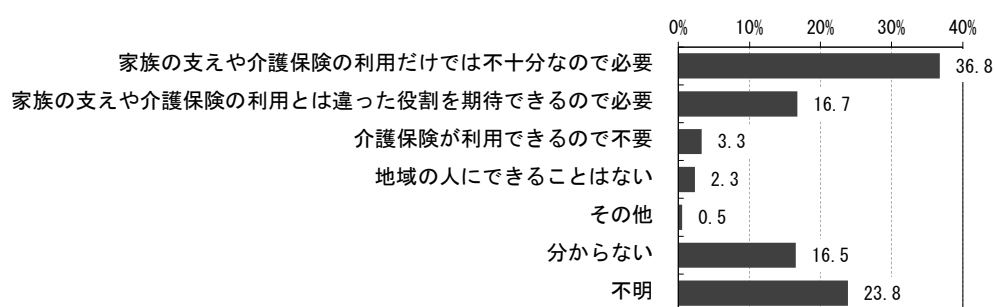 0% 10% 20% 30% 40%
家族の支えや介護保険の利用だけでは不十分なので必要 36.8
家族の支えや介護保険の利用とは違った役割を期待できるので必要 16.7
介護保険が利用できるので不要 3.3
地域の人にできることはない 2.3
その他 0.5
分からない 16.5
不明 23.8